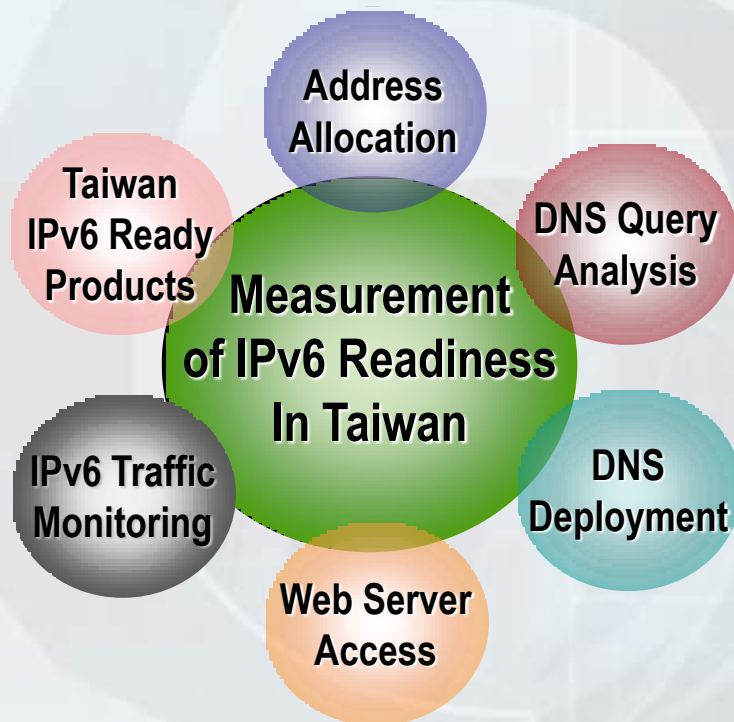 Address
Allocation
Taiwan
IPv6 Ready
Products
DNS Query
Analysis
Measurement
of IPv6 Readiness
In Taiwan
IPv6 Traffic
Monitoring
DNS
Deployment
Web Server
Access